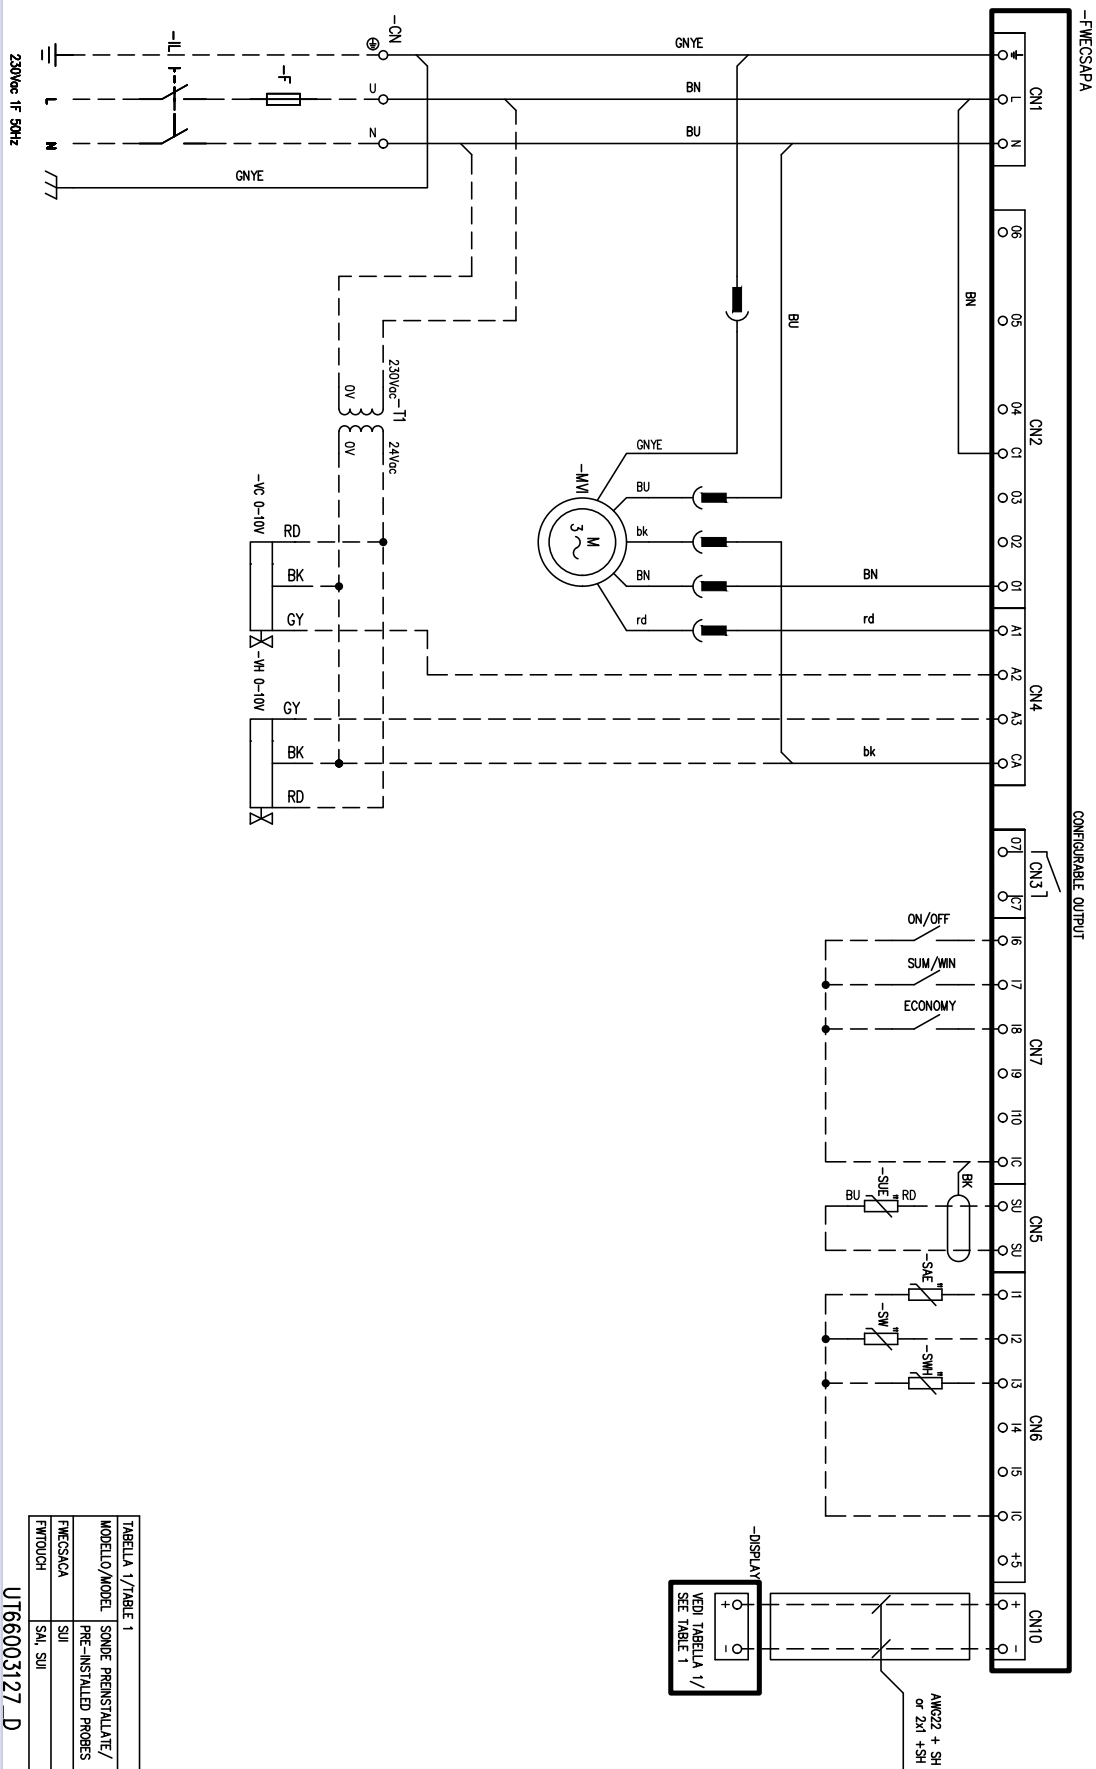 -FWECSAPA
CN1
L
N
CN2
06
05
04
C1
03
02
01
CN4
A1
A2
A3
CA
CONFIGURABLE OUTPUT
CN3
07
C7
CN7
I6
I7
I8
I9
I10
IC
CN5
SU
SU
CN6
I1
I2
I3
I4
I5
IC
+5
CN10
+
-
-CN
U
N
GNYE
BN
BU
GNYE
-IL
-F
L
N
230Vac 1F 50Hz
BN
BU
230Vac
0V
-T1
24Vac
0V
-MVI
M
3
GNYE
BU
bk
BN
rd
BN
rd
bk
-VC 0-10V
RD
BK
GY
-VH 0-10V
GY
BK
RD
ON/OFF
SUM/WIN
ECONOMY
BK
-SUE
BU
RD
-SAE
-SW
-SWH
-DISPLAY
+
-
VEDI TABELLA 1/
SEE TABLE 1
AWG22 + SH
or 2x1 +SH
TABELLA 1/TABLE 1
MODELLO/MODEL
SONDE PREINSTALLATE/
PRE-INSTALLED PROBES
FWECSACA
SUI
FWTOUCH
SAI, SUI
UT66003127_D